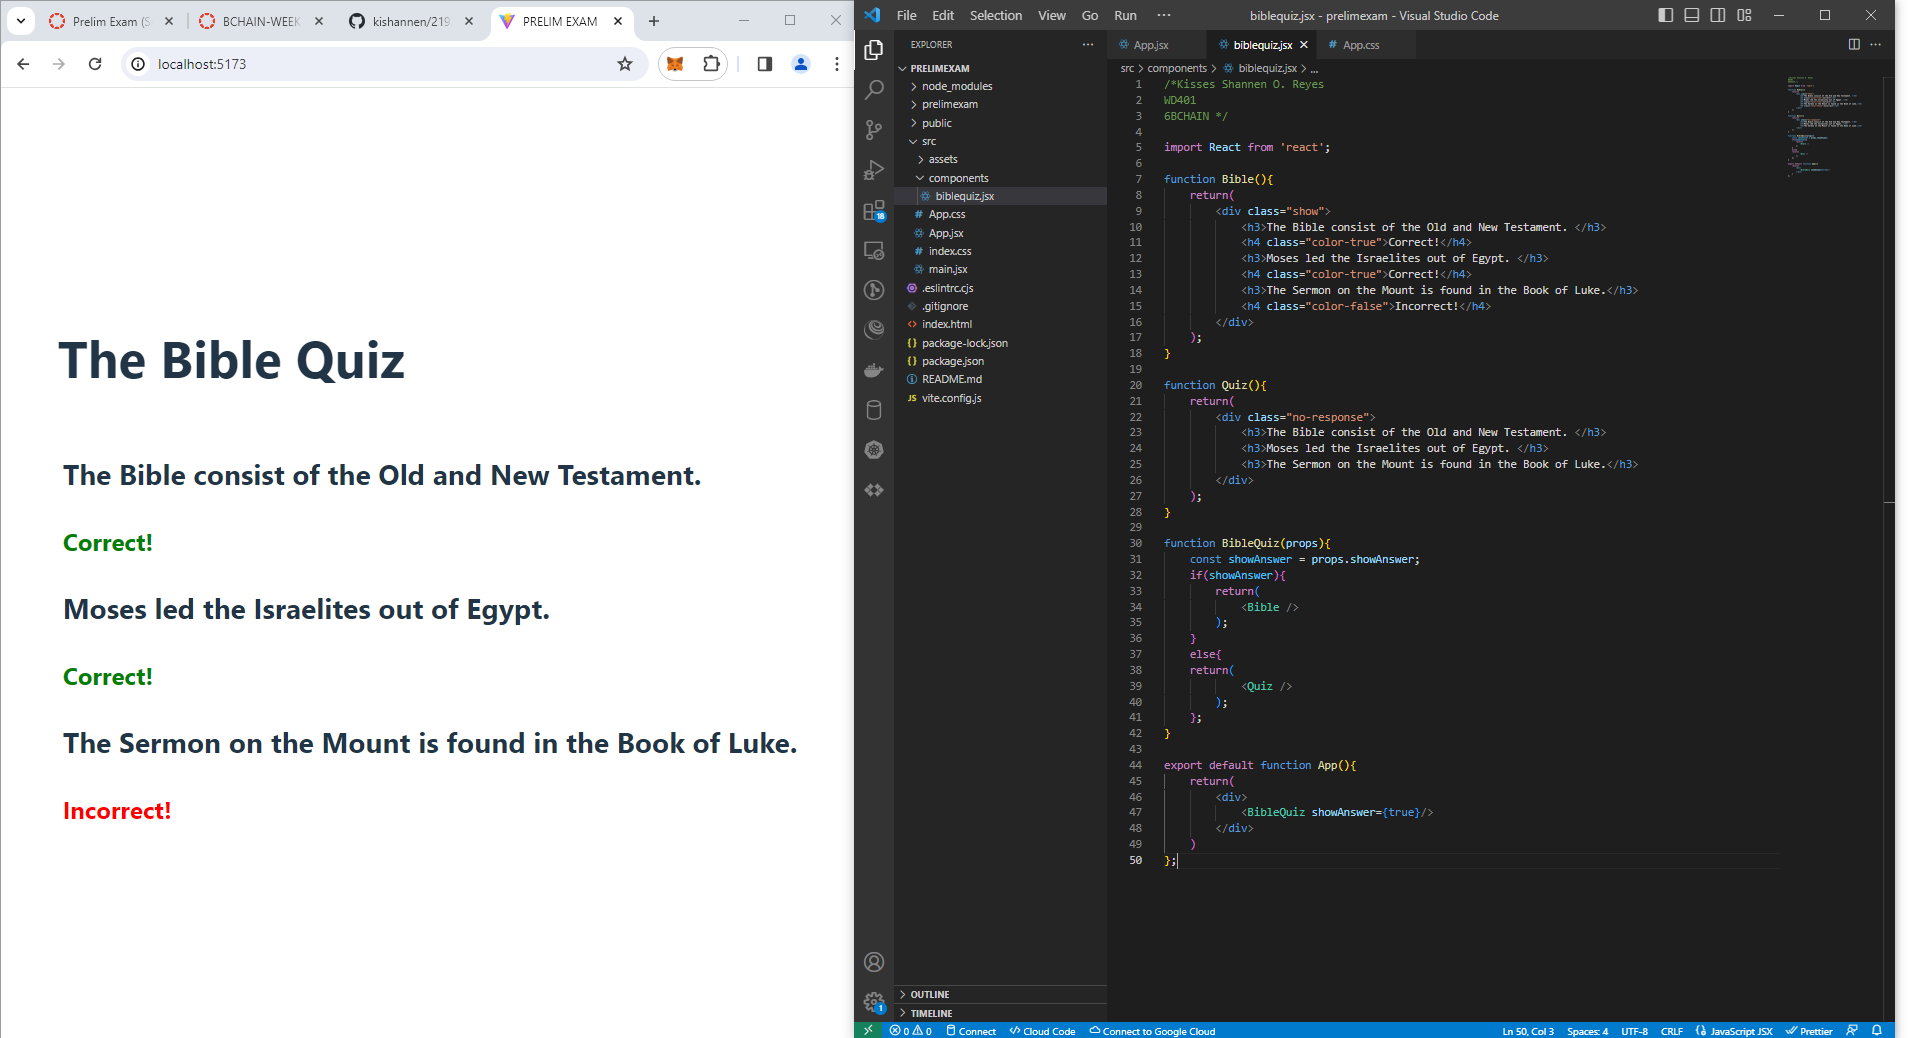 Prelim Exam (S
BCHAIN-WEEK
kishannen/219
PRELIM EXAM
localhost:5173
The Bible Quiz
The Bible consist of the Old and New Testament.
Correct!
Moses led the Israelites out of Egypt.
Correct!
The Sermon on the Mount is found in the Book of Luke.
Incorrect!
File Edit Selection View Go Run ···
biblequiz.jsx - prelimexam - Visual Studio Code
EXPLORER ···
PRELIMEXAM
node_modules
prelimexam
public
src
assets
components
biblequiz.jsx
# App.css
App.jsx
# index.css
main.jsx
.eslintrc.cjs
.gitignore
<> index.html
{} package-lock.json
{} package.json
README.md
JS vite.config.js
OUTLINE
TIMELINE
18
1
App.jsx
biblequiz.jsx
# App.css
src > components > biblequiz.jsx > ...
1 /*Kisses Shannen O. Reyes
2 WD401
3 6BCHAIN */
4
5 import React from 'react';
6
7 function Bible(){
8 return(
9 <div class="show">
10 <h3>The Bible consist of the Old and New Testament. </h3>
11 <h4 class="color-true">Correct!</h4>
12 <h3>Moses led the Israelites out of Egypt. </h3>
13 <h4 class="color-true">Correct!</h4>
14 <h3>The Sermon on the Mount is found in the Book of Luke.</h3>
15 <h4 class="color-false">Incorrect!</h4>
16 </div>
17 );
18 }
19
20 function Quiz(){
21 return(
22 <div class="no-response">
23 <h3>The Bible consist of the Old and New Testament. </h3>
24 <h3>Moses led the Israelites out of Egypt. </h3>
25 <h3>The Sermon on the Mount is found in the Book of Luke.</h3>
26 </div>
27 );
28 }
29
30 function BibleQuiz(props){
31 const showAnswer = props.showAnswer;
32 if(showAnswer){
33 return(
34 <Bible />
35 );
36 }
37 else{
38 return(
39 <Quiz />
40 );
41 };
42 }
43
44 export default function App(){
45 return(
46 <div>
47 <BibleQuiz showAnswer={true}/>
48 </div>
49 )
50 };
0 0 Connect Cloud Code Connect to Google Cloud
Ln 50, Col 3 Spaces: 4 UTF-8 CRLF {} JavaScript JSX Prettier